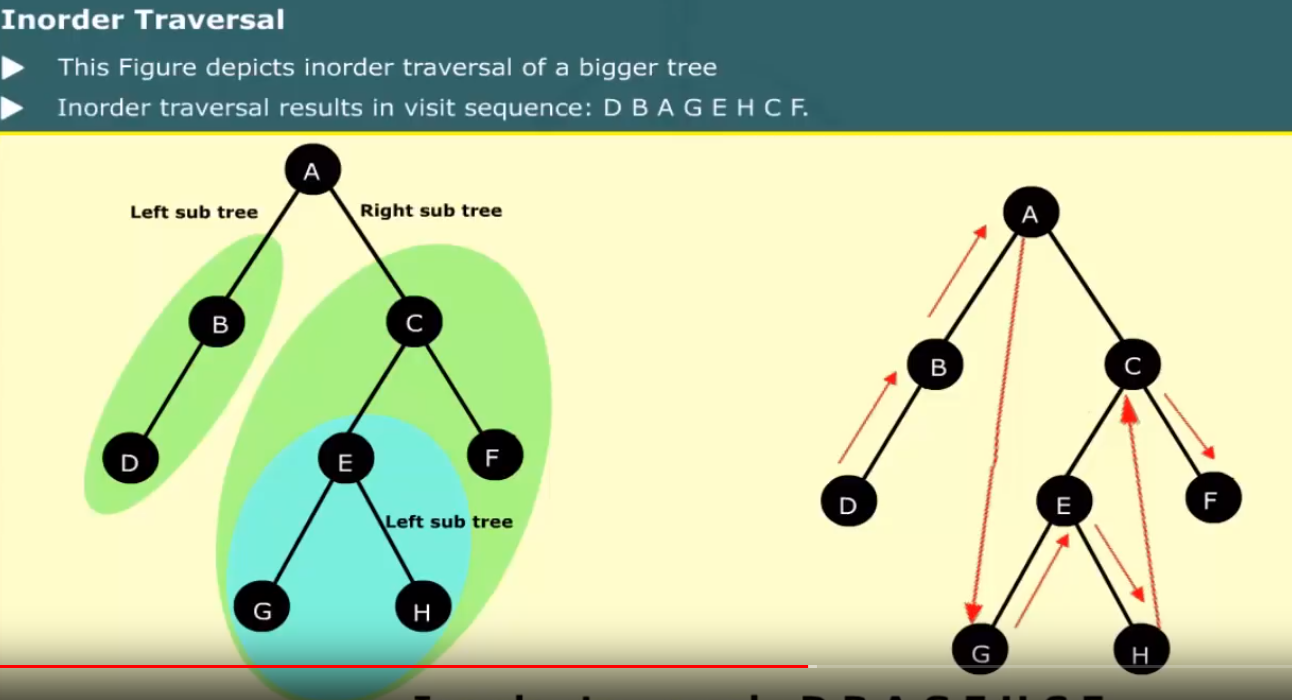 Inorder Traversal
This Figure depicts inorder traversal of a bigger tree
Inorder traversal results in visit sequence: D B A G E H C F.
A
Left sub tree
Right sub tree
B
C
D
E
F
Left sub tree
G
H
A
B
C
D
E
F
G
H